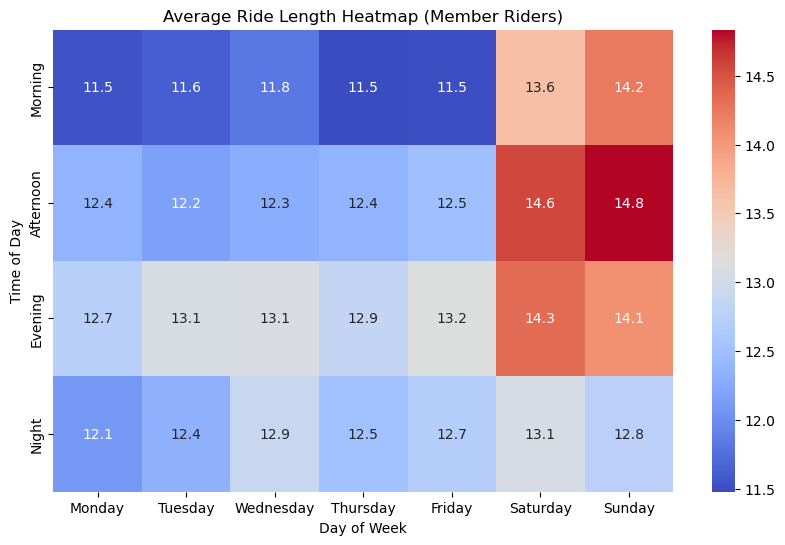 Average Ride Length Heatmap (Member Riders)
Time of Day
Morning
11.5 11.6 11.8 11.5 11.5 13.6 14.2
Afternoon
12.4 12.2 12.3 12.4 12.5 14.6 14.8
Evening
12.7 13.1 13.1 12.9 13.2 14.3 14.1
Night
12.1 12.4 12.9 12.5 12.7 13.1 12.8
Monday Tuesday Wednesday Thursday Friday Saturday Sunday
Day of Week
14.5
14.0
13.5
13.0
12.5
12.0
11.5